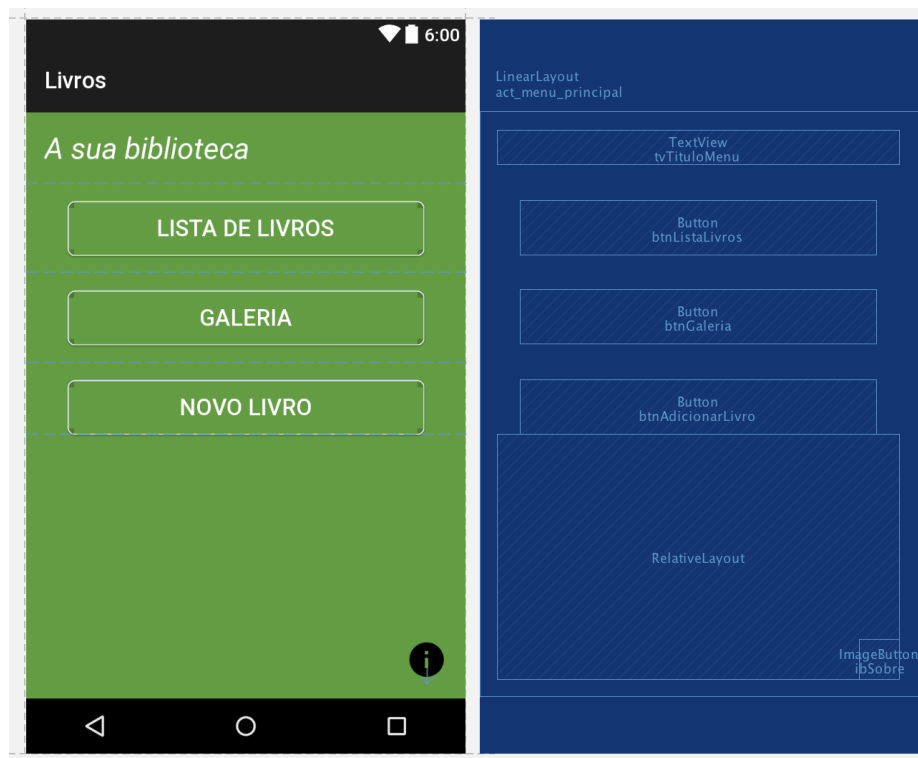 6:00
Livros
A sua biblioteca
LISTA DE LIVROS
GALERIA
NOVO LIVRO
i
LinearLayout
act_menu_principal
TextView
tvTituloMenu
Button
btnListaLivros
Button
btnGaleria
Button
btnAdicionarLivro
RelativeLayout
ImageButton
ibSobre